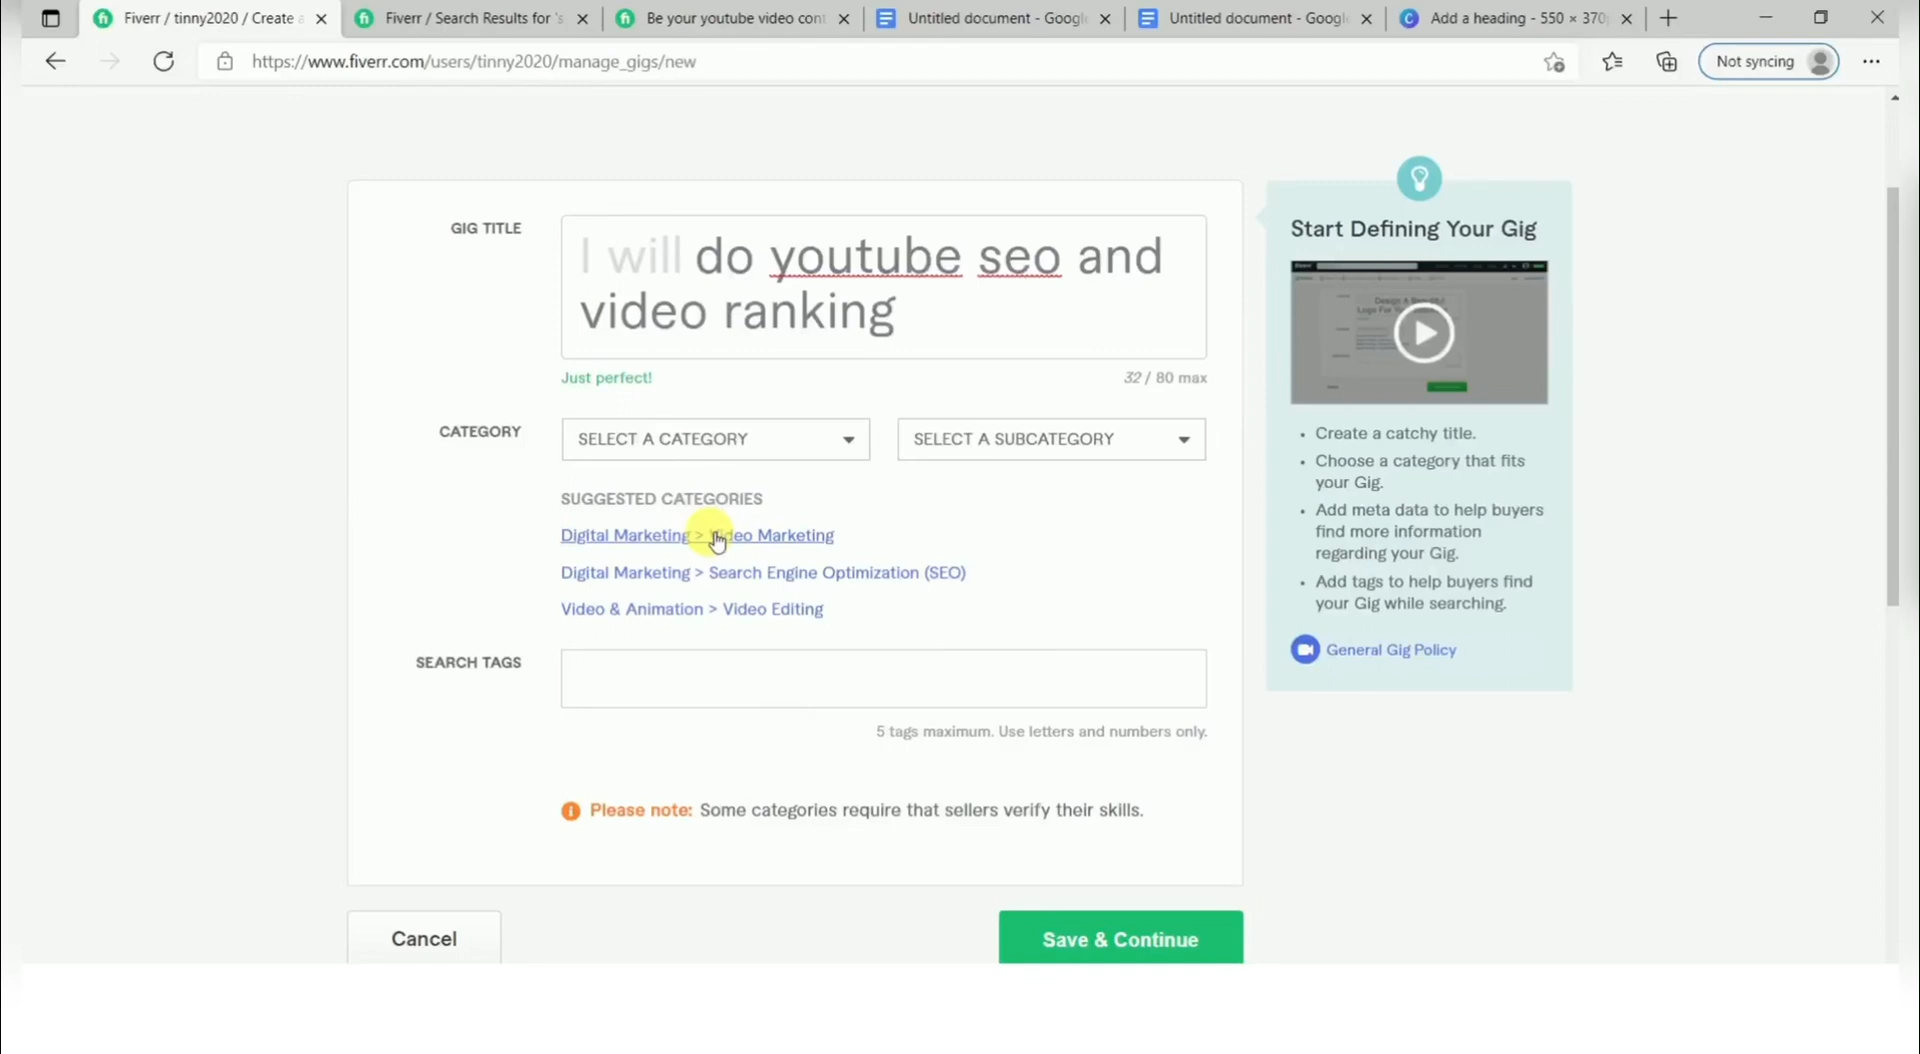 Fiverr / tinny2020 / Create a
Fiverr / Search Results for 's
Be your youtube video cont
Untitled document - Google
Untitled document - Google
Add a heading - 550 × 370
https://www.fiverr.com/users/tinny2020/manage_gigs/new
Not syncing
GIG TITLE
I will do youtube seo and
video ranking
Just perfect!
32 / 80 max
CATEGORY
SELECT A CATEGORY
SELECT A SUBCATEGORY
SUGGESTED CATEGORIES
Digital Marketing > Video Marketing
Digital Marketing > Search Engine Optimization (SEO)
Video & Animation > Video Editing
SEARCH TAGS
5 tags maximum. Use letters and numbers only.
Please note: Some categories require that sellers verify their skills.
Cancel
Save & Continue
Start Defining Your Gig
• Create a catchy title.
• Choose a category that fits
your Gig.
• Add meta data to help buyers
find more information
regarding your Gig.
• Add tags to help buyers find
your Gig while searching.
General Gig Policy